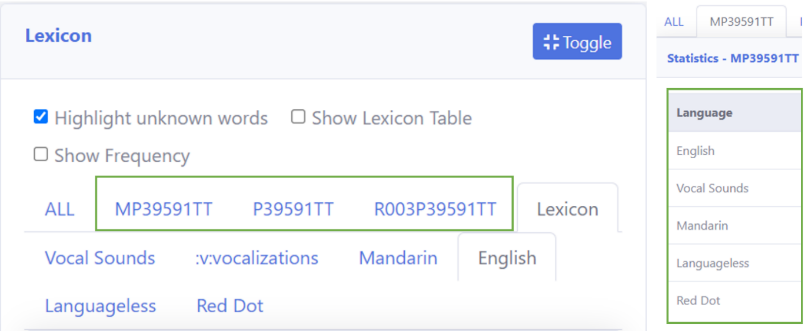 Lexicon
Toggle
Highlight unknown words Show Lexicon Table
Show Frequency
ALL MP39591TT P39591TT R003P39591TT Lexicon
Vocal Sounds :v:vocalizations Mandarin English
Languageless Red Dot
ALL MP39591TT
Statistics - MP39591TT
Language
English
Vocal Sounds
Mandarin
Languageless
Red Dot